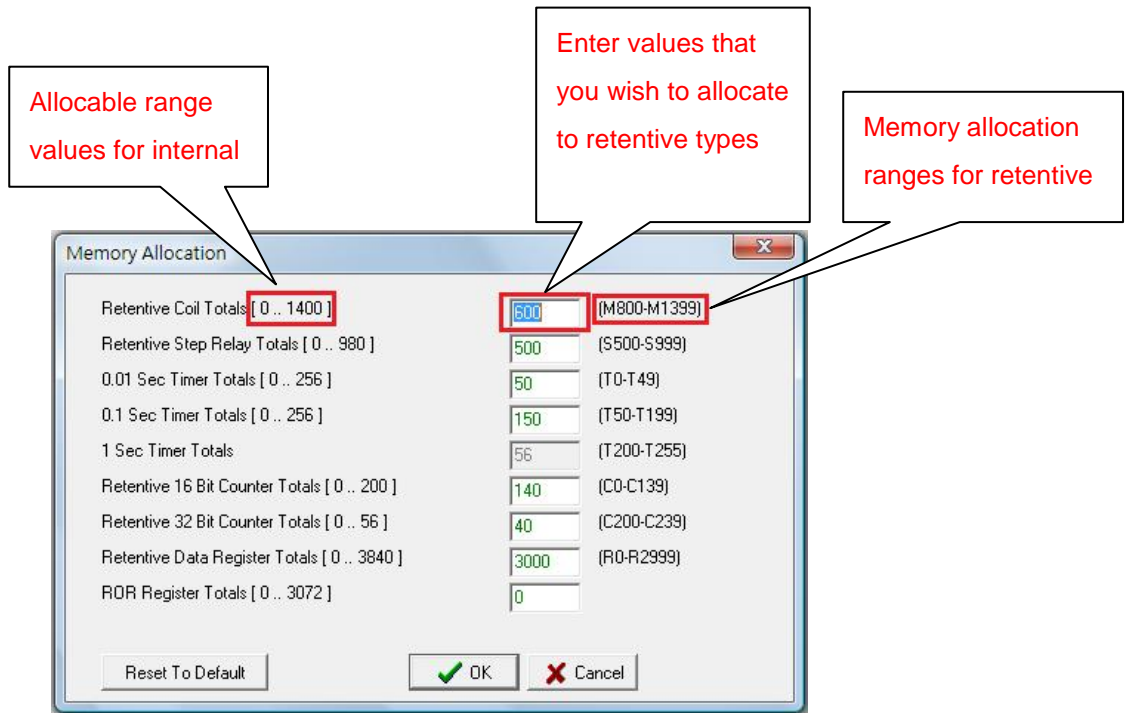 Allocable range
values for internal
Enter values that
you wish to allocate
to retentive types
Memory allocation
ranges for retentive
Memory Allocation
Retentive Coil Totals [ 0 .. 1400 ] 600 (M800-M1399)
Retentive Step Relay Totals [ 0 .. 980 ] 500 (S500-S999)
0.01 Sec Timer Totals [ 0 .. 256 ] 50 (T0-T49)
0.1 Sec Timer Totals [ 0 .. 256 ] 150 (T50-T199)
1 Sec Timer Totals 56 (T200-T255)
Retentive 16 Bit Counter Totals [ 0 .. 200 ] 140 (C0-C139)
Retentive 32 Bit Counter Totals [ 0 .. 56 ] 40 (C200-C239)
Retentive Data Register Totals [ 0 .. 3840 ] 3000 (R0-R2999)
ROR Register Totals [ 0 .. 3072 ] 0
Reset To Default OK Cancel